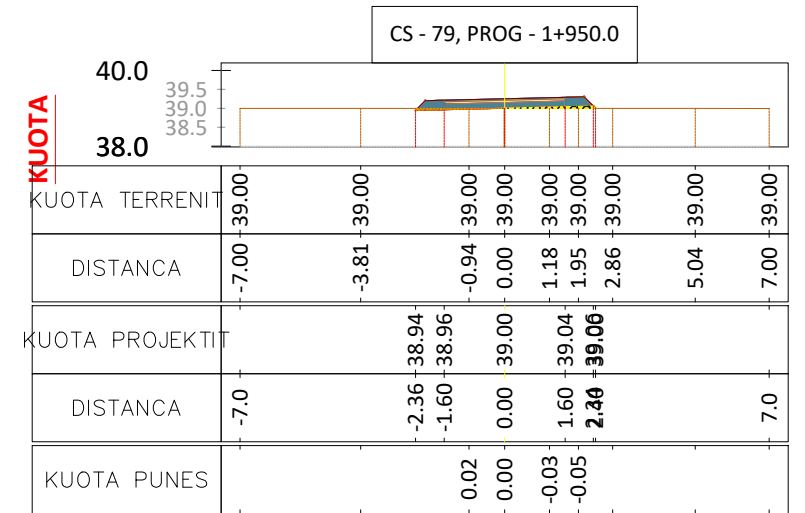 CS - 79, PROG - 1+950.0
KUOTA
40.0
39.5
39.0
38.5
38.0
KUOTA TERRENIT 39.00 39.00 39.00 39.00 39.00 39.00 39.00 39.00 39.00
DISTANCA -7.00 -3.81 -0.94 0.00 1.18 1.95 2.86 5.04 7.00
KUOTA PROJEKTIT 38.94 38.96 39.00 39.04 39.06
DISTANCA -7.0 -2.36 -1.60 0.00 1.60 2.40 7.0
KUOTA PUNES 0.02 0.00 -0.03 -0.05